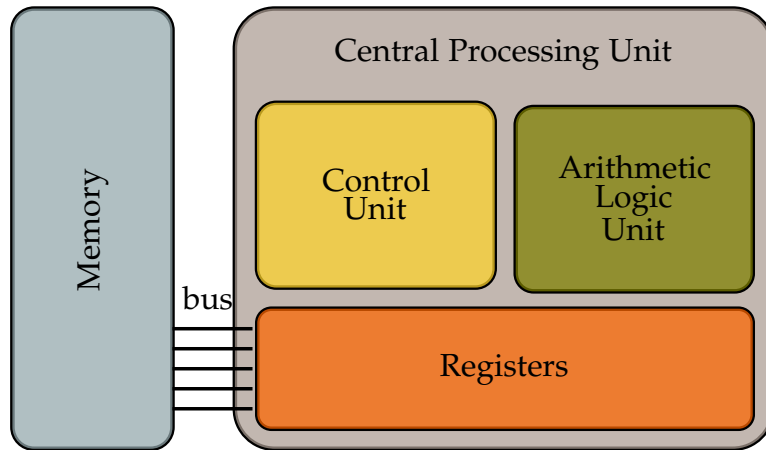 Central Processing Unit
Memory
Control
Unit
Arithmetic
Logic
Unit
bus
Registers